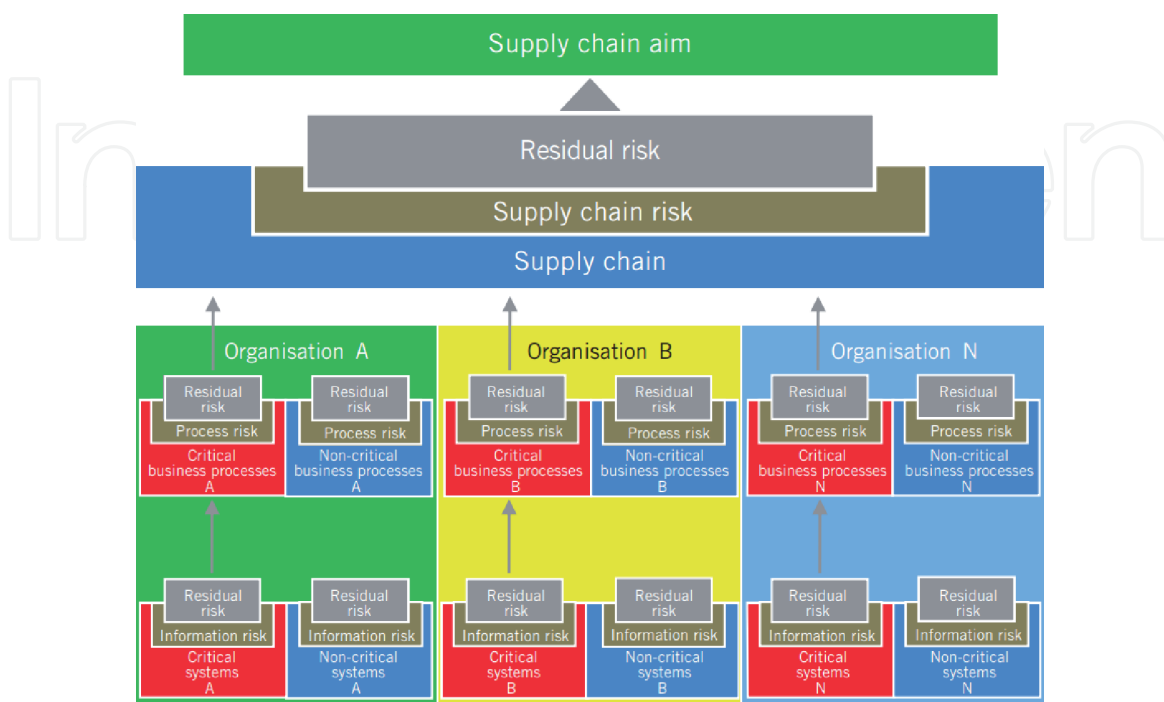 Supply chain aim
Residual risk
Supply chain risk
Supply chain
Organisation A
Residual
risk
Process risk
Critical
business processes
A
Residual
risk
Process risk
Non-critical
business processes
A
Residual
risk
Information risk
Critical
systems
A
Residual
risk
Information risk
Non-critical
systems
A
Organisation B
Residual
risk
Process risk
Critical
business processes
B
Residual
risk
Process risk
Non-critical
business processes
B
Residual
risk
Information risk
Critical
systems
B
Residual
risk
Information risk
Non-critical
systems
B
Organisation N
Residual
risk
Process risk
Critical
business processes
N
Residual
risk
Process risk
Non-critical
business processes
N
Residual
risk
Information risk
Critical
systems
N
Residual
risk
Information risk
Non-critical
systems
N